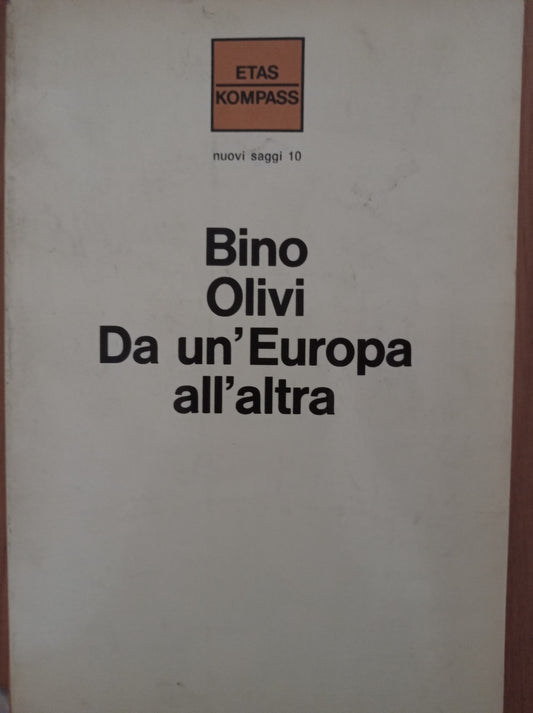 ETAS
KOMPASS
nuovi saggi 10
Bino
Olivi
Da un'Europa
all'altra